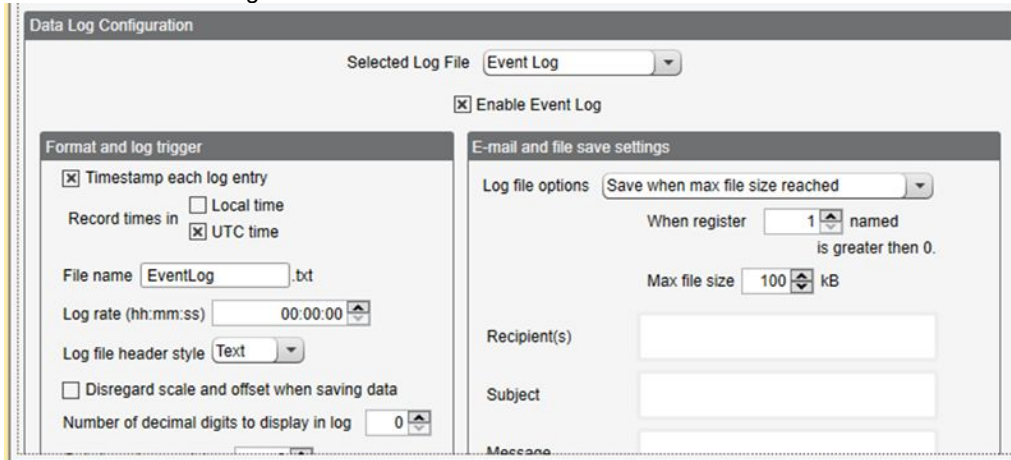 Data Log Configuration
Selected Log File Event Log
Enable Event Log
Format and log trigger
Timestamp each log entry
Record times in
Local time
UTC time
File name EventLog .txt
Log rate (hh:mm:ss) 00:00:00
Log file header style Text
Disregard scale and offset when saving data
Number of decimal digits to display in log 0
E-mail and file save settings
Log file options Save when max file size reached
When register 1 named
is greater then 0.
Max file size 100 kB
Recipient(s)
Subject
Message